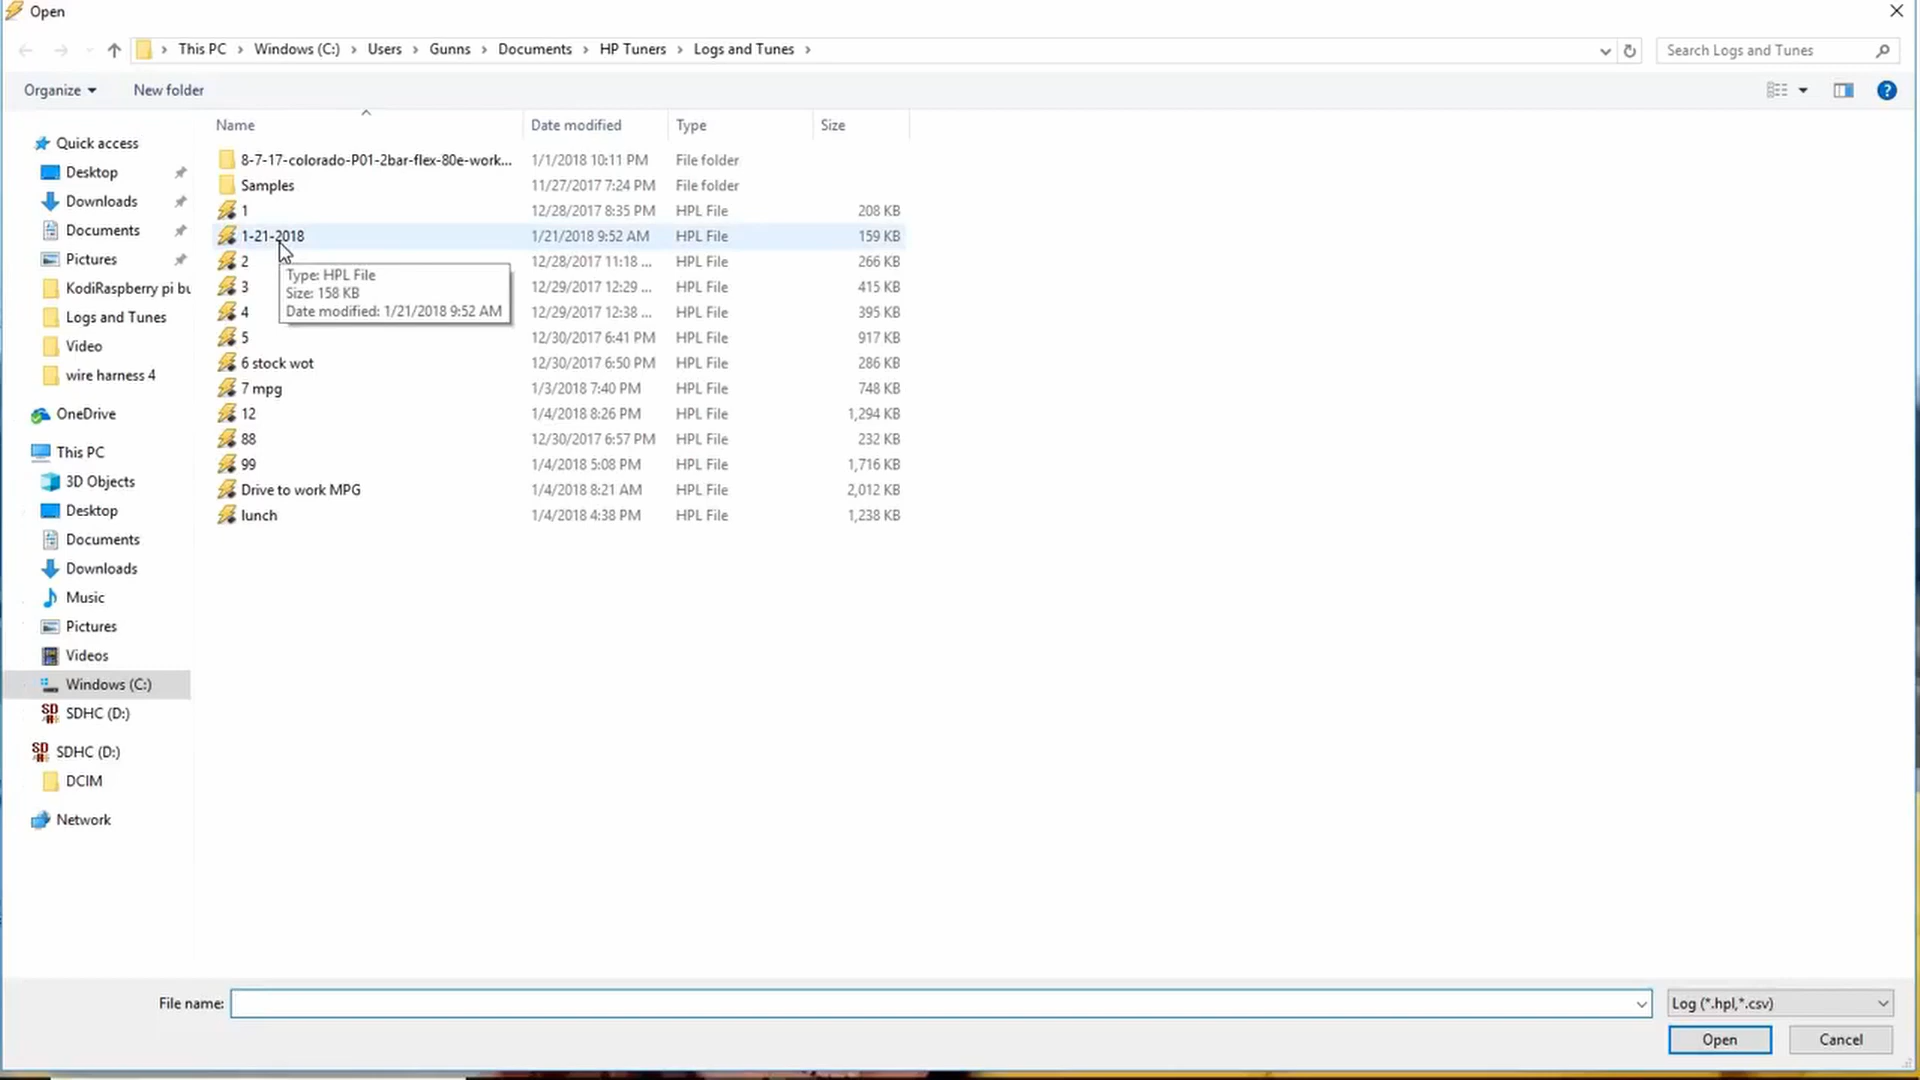 Open
This PC > Windows (C:) > Users > Gunns > Documents > HP Tuners > Logs and Tunes >
Search Logs and Tunes
Organize
New folder
Name
Date modified
Type
Size
8-7-17-colorado-P01-2bar-flex-80e-work... 1/1/2018 10:11 PM File folder
Samples 11/27/2017 7:24 PM File folder
1 12/28/2017 8:35 PM HPL File 208 KB
1-21-2018 1/21/2018 9:52 AM HPL File 159 KB
2 12/28/2017 11:18 ... HPL File 266 KB
3 12/29/2017 12:29 ... HPL File 415 KB
4 12/29/2017 12:38 ... HPL File 395 KB
5 12/30/2017 6:41 PM HPL File 917 KB
6 stock wot 12/30/2017 6:50 PM HPL File 286 KB
7 mpg 1/3/2018 7:40 PM HPL File 748 KB
12 1/4/2018 8:26 PM HPL File 1,294 KB
88 12/30/2017 6:57 PM HPL File 232 KB
99 1/4/2018 5:08 PM HPL File 1,716 KB
Drive to work MPG 1/4/2018 8:21 AM HPL File 2,012 KB
lunch 1/4/2018 4:38 PM HPL File 1,238 KB
Type: HPL File
Size: 158 KB
Date modified: 1/21/2018 9:52 AM
Quick access
Desktop
Downloads
Documents
Pictures
KodiRaspberry pi bu
Logs and Tunes
Video
wire harness 4
OneDrive
This PC
3D Objects
Desktop
Documents
Downloads
Music
Pictures
Videos
Windows (C:)
SDHC (D:)
SDHC (D:)
DCIM
Network
File name:
Log (*.hpl,*.csv)
Open
Cancel